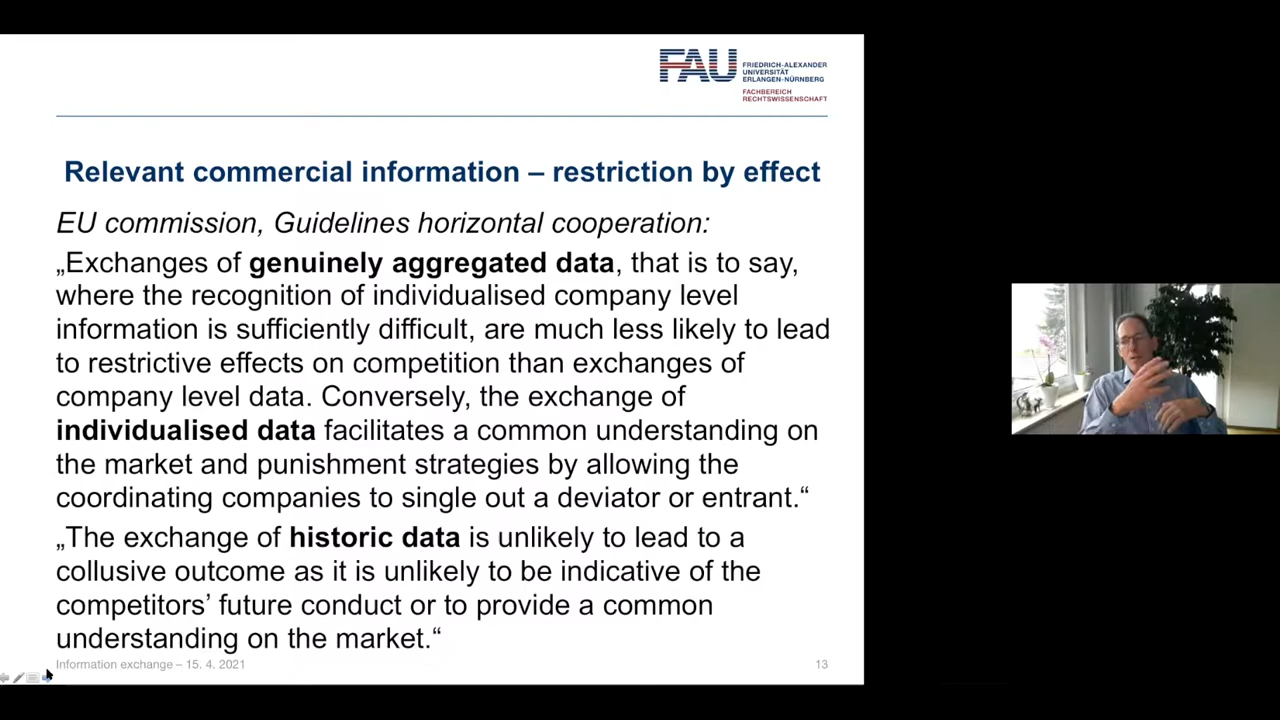 FAU
FRIEDRICH-ALEXANDER
UNIVERSITÄT
ERLANGEN-NÜRNBERG
FACHBEREICH
RECHTSWISSENSCHAFT
Relevant commercial information – restriction by effect
EU commission, Guidelines horizontal cooperation:
„Exchanges of genuinely aggregated data, that is to say,
where the recognition of individualised company level
information is sufficiently difficult, are much less likely to lead
to restrictive effects on competition than exchanges of
company level data. Conversely, the exchange of
individualised data facilitates a common understanding on
the market and punishment strategies by allowing the
coordinating companies to single out a deviator or entrant.“
„The exchange of historic data is unlikely to lead to a
collusive outcome as it is unlikely to be indicative of the
competitors’ future conduct or to provide a common
understanding on the market.“
Information exchange – 15. 4. 2021
13